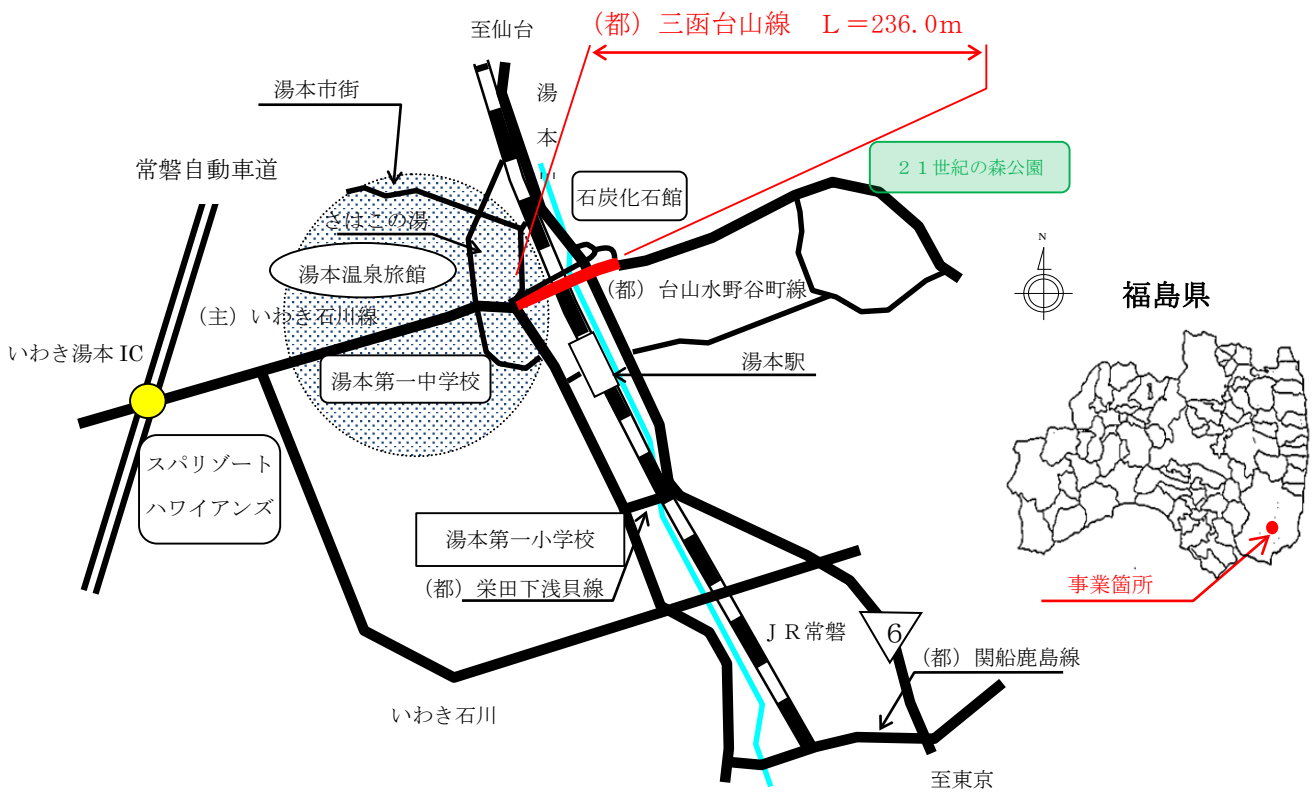 (都)三函台山線 L=236.0m
至仙台
湯本市街
湯
本
常磐自動車道
21世紀の森公園
石炭化石館
さはこの湯
湯本温泉旅館
N
(都)台山水野谷町線
福島県
(主)いわき石川線
いわき湯本IC
湯本駅
湯本第一中学校
スパリゾート
ハワイアンズ
湯本第一小学校
(都)栄田下浅貝線
事業箇所
JR常磐
6
(都)関船鹿島線
いわき石川
至東京